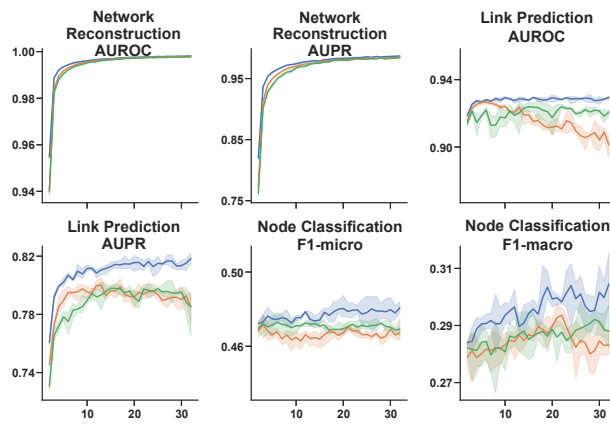 Network
Reconstruction
AUROC
1.00
0.98
0.96
0.94
Network
Reconstruction
AUPR
0.95
0.85
0.75
Link Prediction
AUROC
0.94
0.90
Link Prediction
AUPR
0.82
0.78
0.74
10 20 30
Node Classification
F1-micro
0.50
0.46
10 20 30
Node Classification
F1-macro
0.31
0.29
0.27
10 20 30